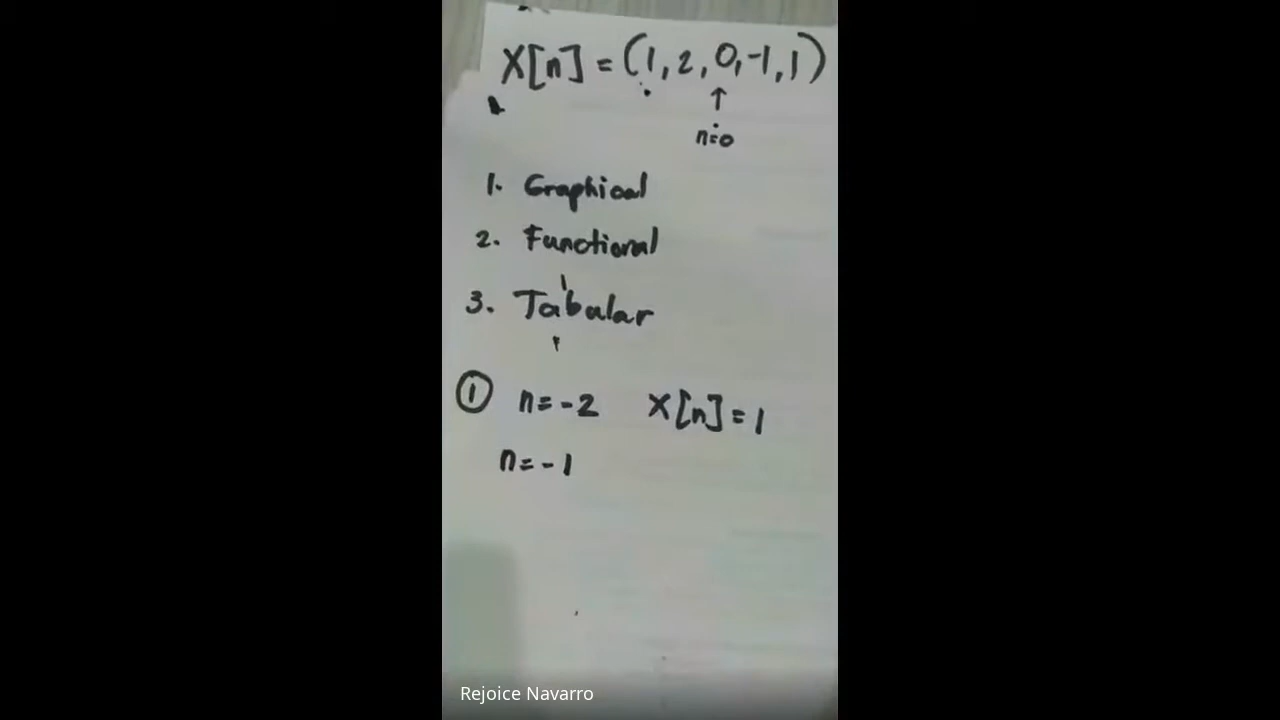 X[n] = (1, 2, 0, -1, 1)
↑
n=0
1. Graphical
2. Functional
3. Tabular
① n = -2 X[n] = 1
n = -1
Rejoice Navarro